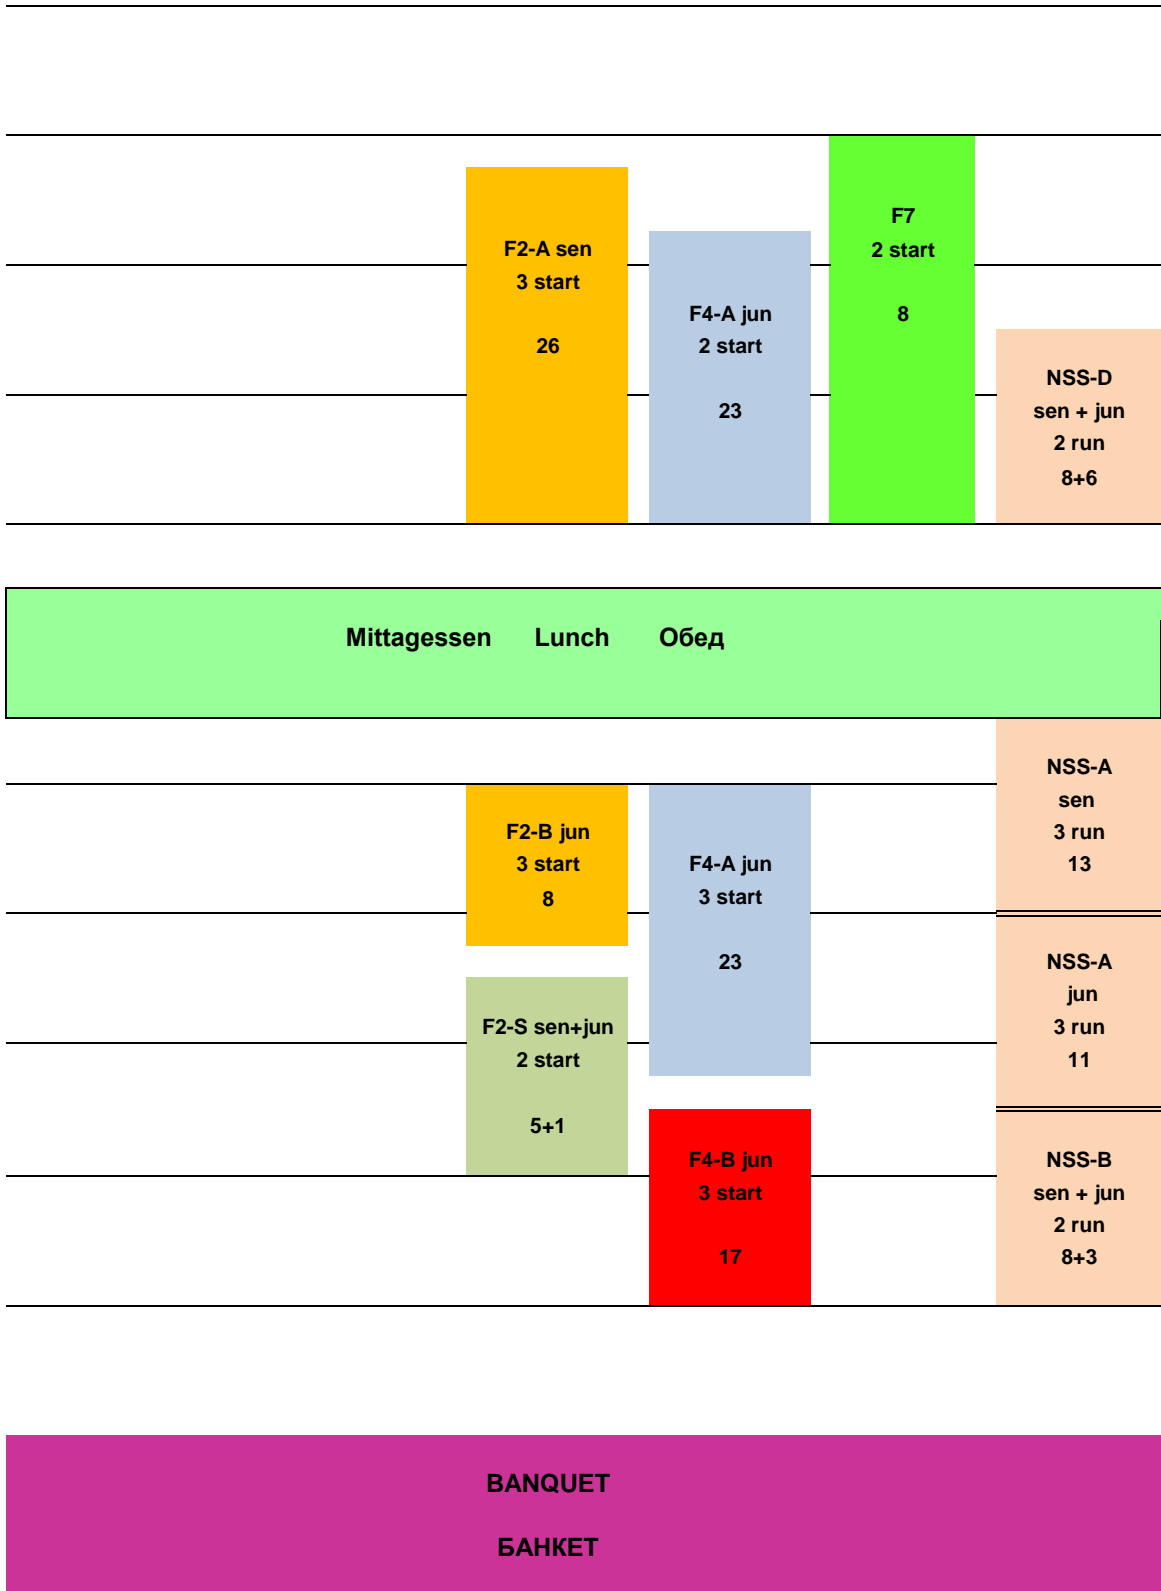 F2-A sen
3 start
26
F4-A jun
2 start
23
F7
2 start
8
NSS-D
sen + jun
2 run
8+6
Mittagessen Lunch Обед
F2-B jun
3 start
8
F4-A jun
3 start
23
NSS-A
sen
3 run
13
F2-S sen+jun
2 start
5+1
NSS-A
jun
3 run
11
F4-B jun
3 start
17
NSS-B
sen + jun
2 run
8+3
BANQUET
БАНКЕТ